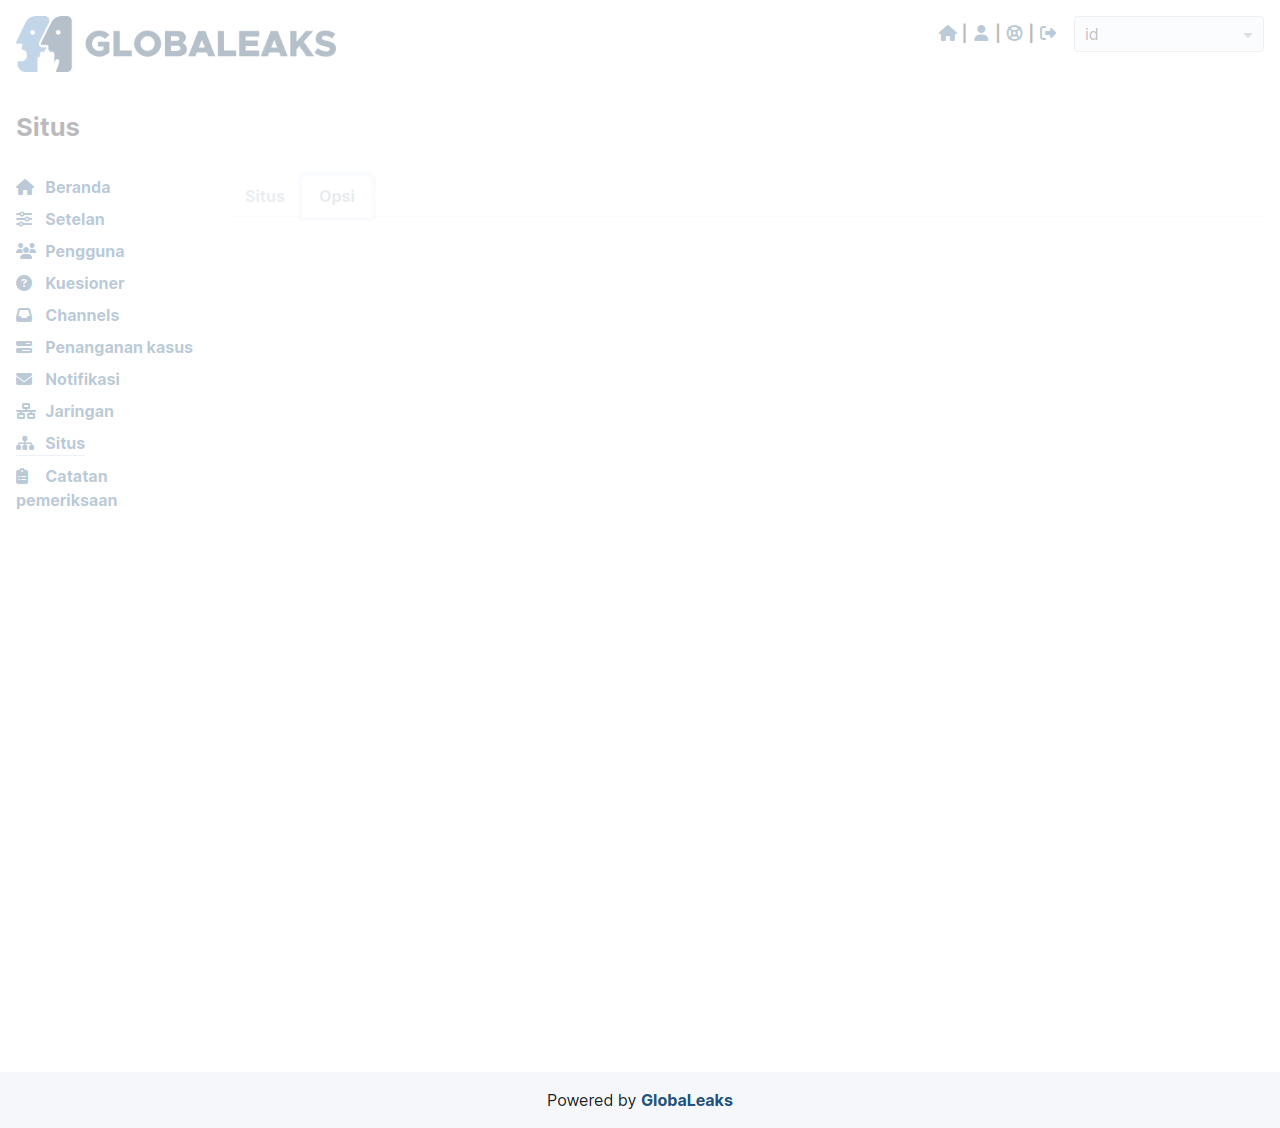 GLOBALEAKS
| | |
id
Situs
Beranda
Setelan
Pengguna
Kuesioner
Channels
Penanganan kasus
Notifikasi
Jaringan
Situs
Catatan
pemeriksaan
Situs
Opsi
Powered by GlobaLeaks